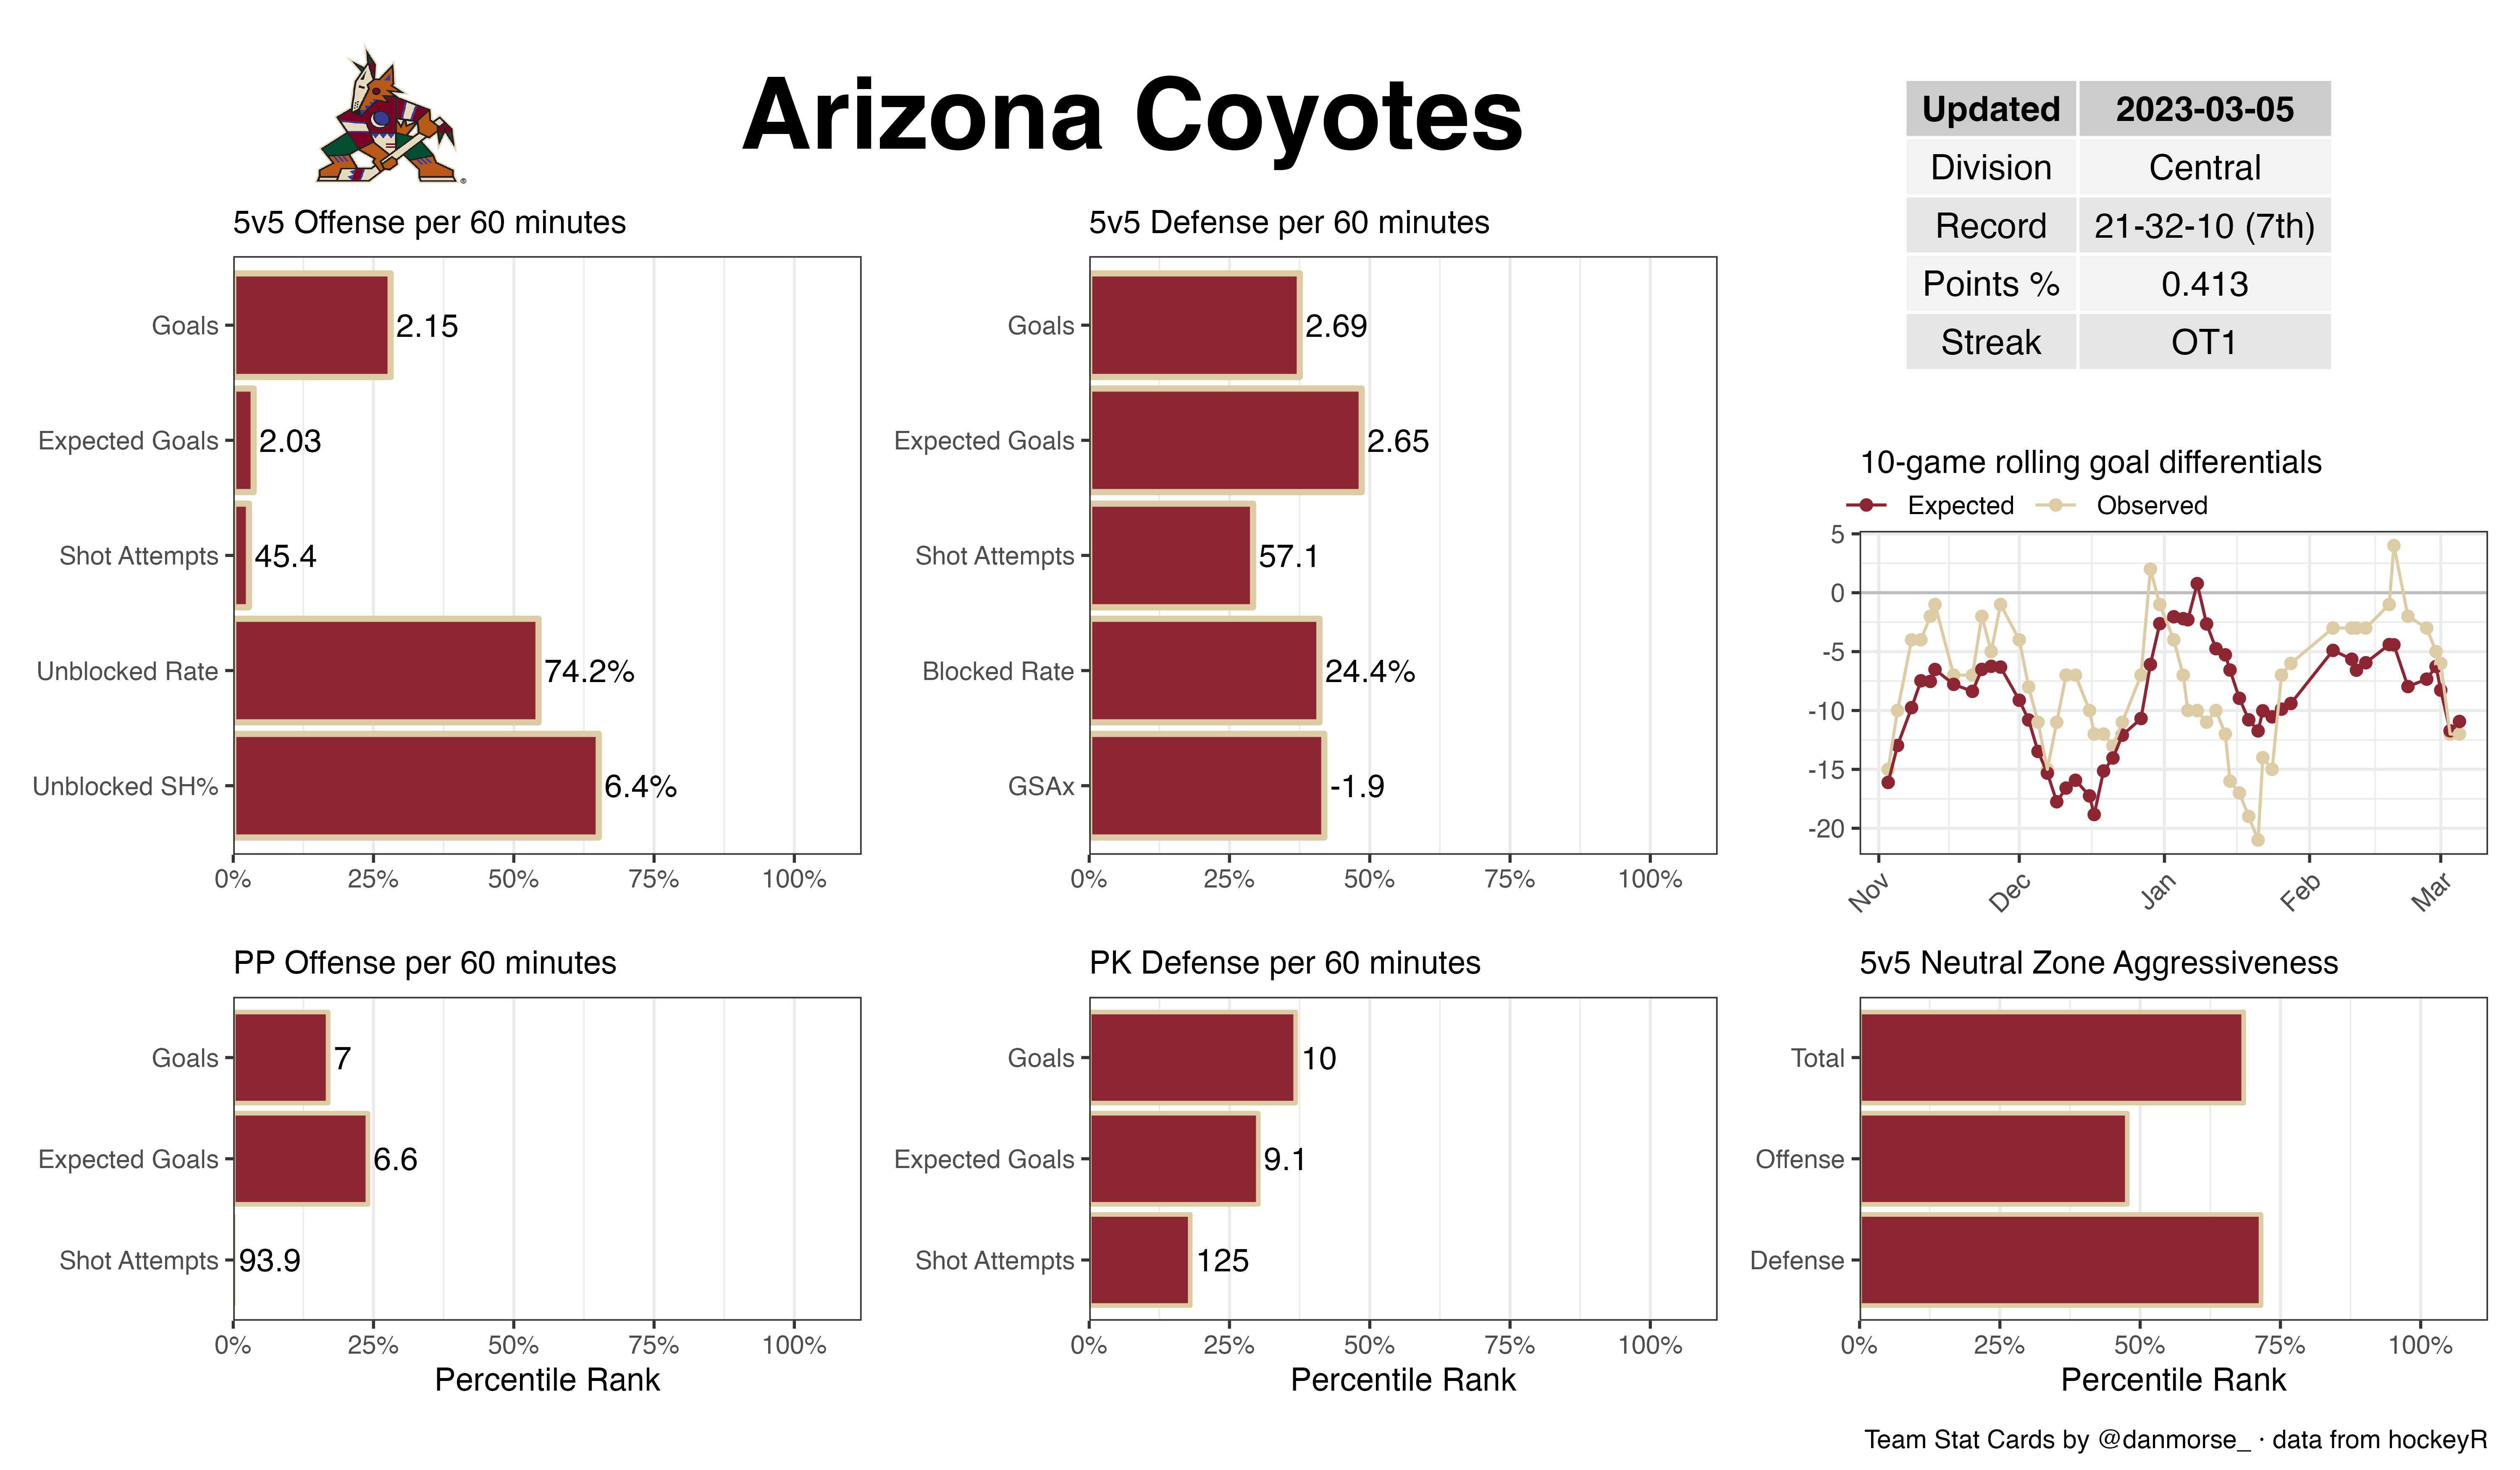 Arizona Coyotes
Updated 2023-03-05
Division Central
Record 21-32-10 (7th)
Points % 0.413
Streak OT1
5v5 Offense per 60 minutes
Goals 2.15
Expected Goals 2.03
Shot Attempts 45.4
Unblocked Rate 74.2%
Unblocked SH% 6.4%
0% 25% 50% 75% 100%
5v5 Defense per 60 minutes
Goals 2.69
Expected Goals 2.65
Shot Attempts 57.1
Blocked Rate 24.4%
GSAx -1.9
0% 25% 50% 75% 100%
10-game rolling goal differentials
Expected Observed
5
0
-5
-10
-15
-20
Nov Dec Jan Feb Mar
PP Offense per 60 minutes
Goals 7
Expected Goals 6.6
Shot Attempts 93.9
0% 25% 50% 75% 100%
Percentile Rank
PK Defense per 60 minutes
Goals 10
Expected Goals 9.1
Shot Attempts 125
0% 25% 50% 75% 100%
Percentile Rank
5v5 Neutral Zone Aggressiveness
Total
Offense
Defense
0% 25% 50% 75% 100%
Percentile Rank
Team Stat Cards by @danmorse_ · data from hockeyR